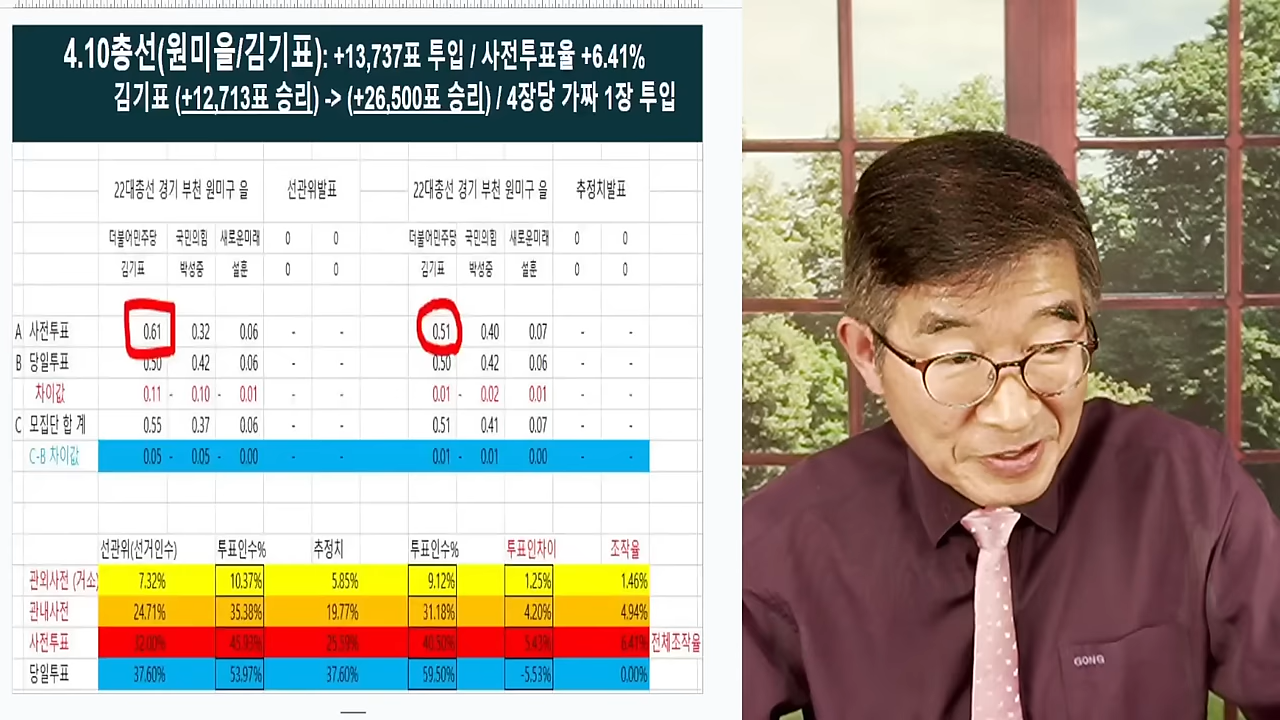 4.10총선(원미을/김기표): +13,737표 투입 / 사전투표율 +6.41%
김기표 (+12,713표 승리) -> (+26,500표 승리) / 4장당 가짜 1장 투입
22대총선 경기 부천 원미구 을 선관위발표 22대총선 경기 부천 원미구 을 추정치발표
더불어민주당 국민의힘 새로운미래 0 0 더불어민주당 국민의힘 새로운미래 0 0
김기표 박성중 설훈 0 0 김기표 박성중 설훈 0 0
A 사전투표 0.61 0.32 0.06 - - 0.51 0.40 0.07 - -
B 당일투표 0.50 0.42 0.06 - - 0.50 0.42 0.06 - -
차이값 0.11 - 0.10 - 0.01 0.01 - 0.02 0.01
C 모집단 합 계 0.55 0.37 0.06 - - 0.51 0.41 0.07 - -
C-B 차이값 0.05 - 0.05 - 0.00 - - 0.01 - 0.01 0.00 - -
선관위(선거인수) 투표인수% 추정치 투표인수% 투표인차이 조작율
관외사전 (거소) 7.32% 10.37% 5.85% 9.12% 1.25% 1.46%
관내사전 24.71% 35.38% 19.77% 31.18% 4.20% 4.94%
사전투표 32.00% 45.93% 25.59% 40.50% 5.43% 6.41% 전체조작율
당일투표 37.60% 53.97% 37.60% 59.50% -5.53% 0.00%
GONG